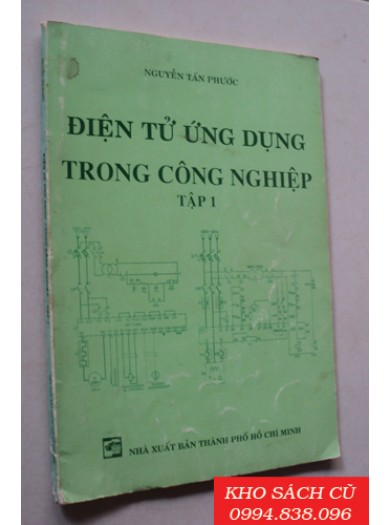 NGUYỄN TẤN PHƯỚC
ĐIỆN TỬ ỨNG DỤNG
TRONG CÔNG NGHIỆP
TẬP 1
NHÀ XUẤT BẢN THÀNH PHỐ HỒ CHÍ MINH
KHO SÁCH CŨ
0994.838.096